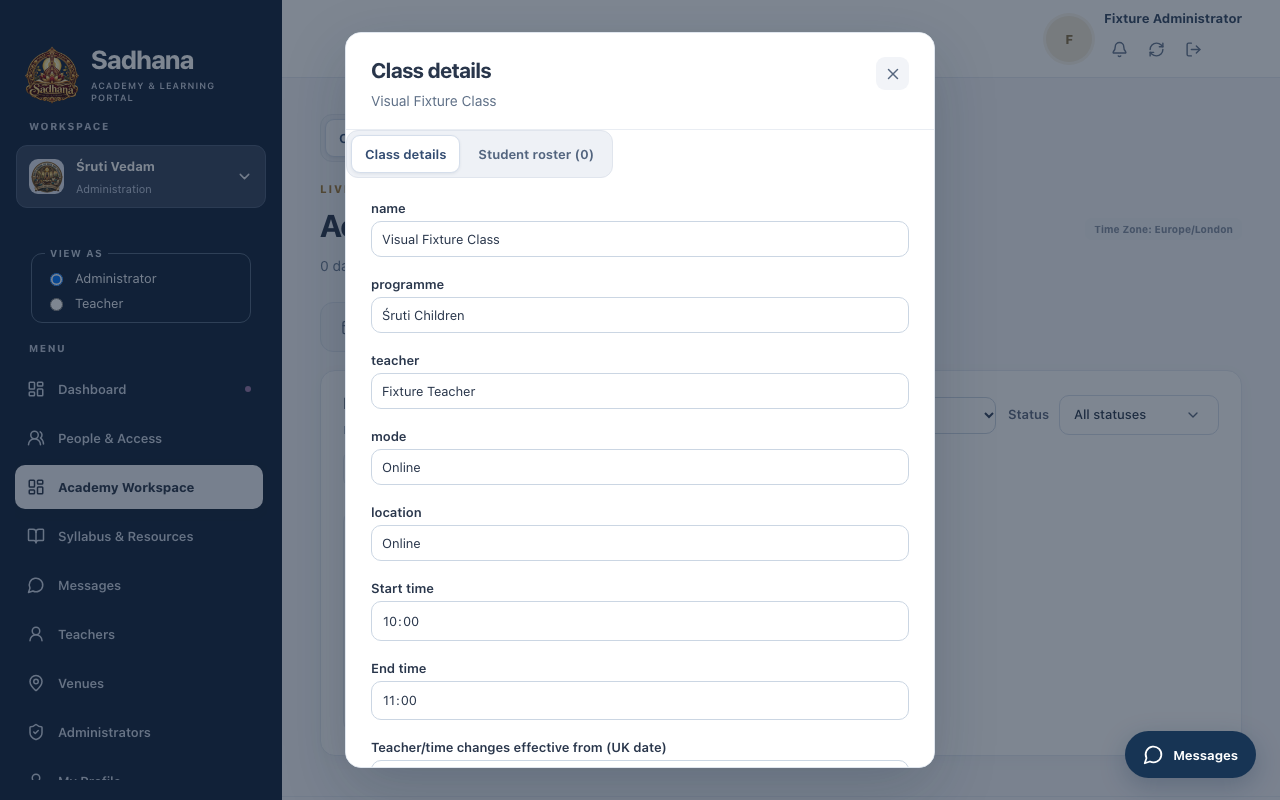 Sadhana
ACADEMY & LEARNING
PORTAL
WORKSPACE
Śruti Vedam
Administration
VIEW AS
Administrator
Teacher
MENU
Dashboard
People & Access
Academy Workspace
Syllabus & Resources
Messages
Teachers
Venues
Administrators
My Profile
F
Fixture Administrator
Time Zone: Europe/London
Status
All statuses
Class details
Visual Fixture Class
Class details
Student roster (0)
name
Visual Fixture Class
programme
Śruti Children
teacher
Fixture Teacher
mode
Online
location
Online
Start time
10:00
End time
11:00
Teacher/time changes effective from (UK date)
Messages